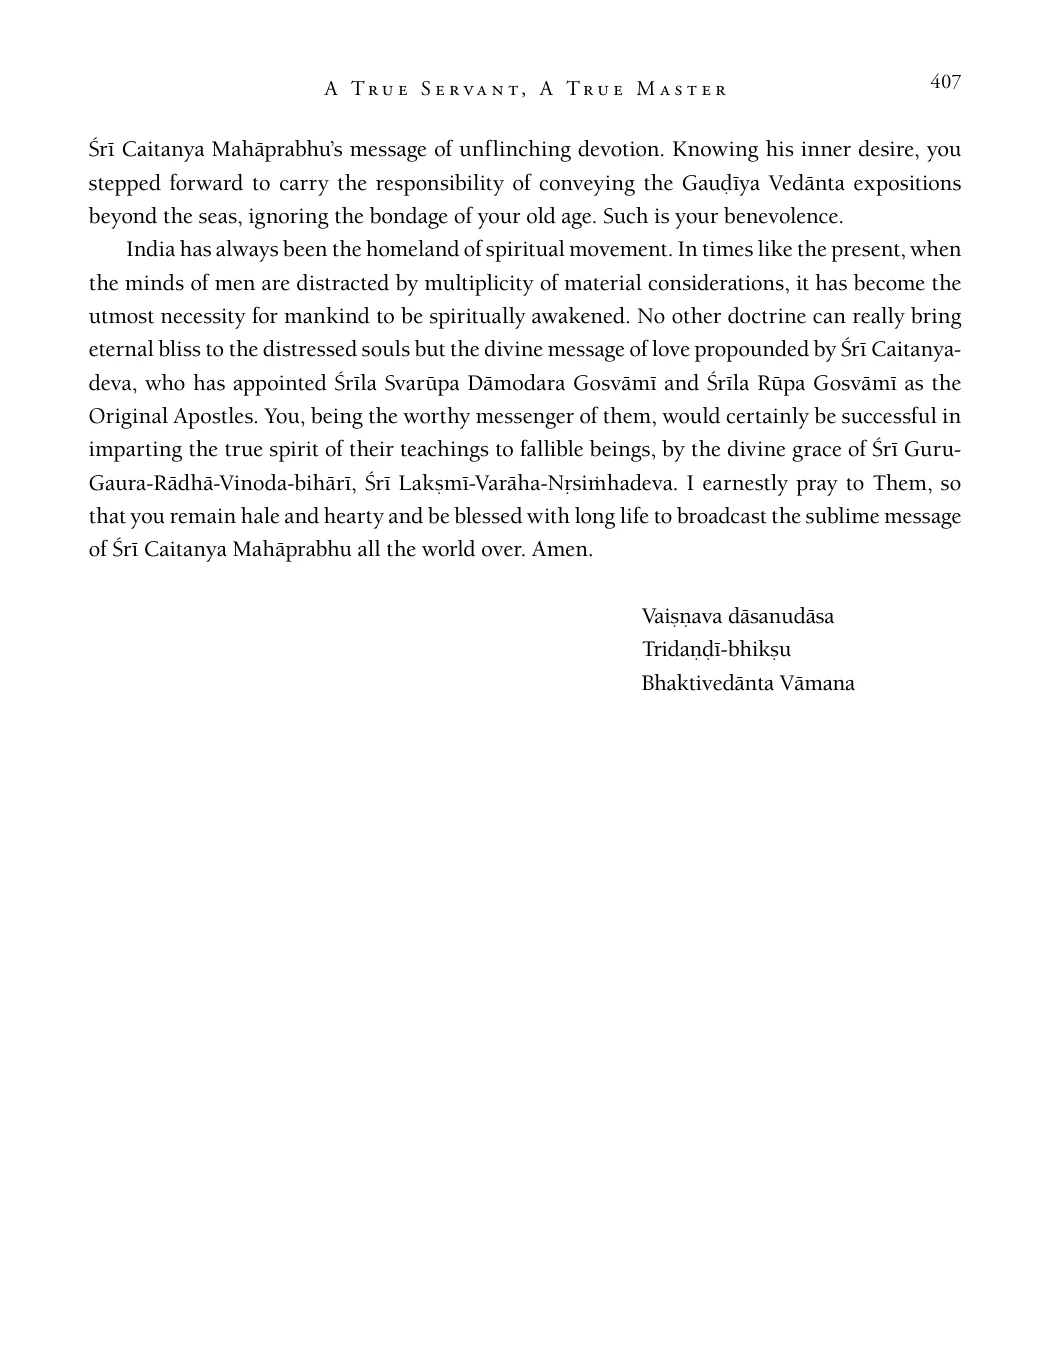 A True Servant, A True Master
407
Śrī Caitanya Mahāprabhu’s message of unflinching devotion. Knowing his inner desire, you
stepped forward to carry the responsibility of conveying the Gauḍīya Vedānta expositions
beyond the seas, ignoring the bondage of your old age. Such is your benevolence.
India has always been the homeland of spiritual movement. In times like the present, when
the minds of men are distracted by multiplicity of material considerations, it has become the
utmost necessity for mankind to be spiritually awakened. No other doctrine can really bring
eternal bliss to the distressed souls but the divine message of love propounded by Śrī Caitanya-
deva, who has appointed Śrīla Svarūpa Dāmodara Gosvāmī and Śrīla Rūpa Gosvāmī as the
Original Apostles. You, being the worthy messenger of them, would certainly be successful in
imparting the true spirit of their teachings to fallible beings, by the divine grace of Śrī Guru-
Gaura-Rādhā-Vinoda-bihārī, Śrī Lakṣmī-Varāha-Nṛsiṁhadeva. I earnestly pray to Them, so
that you remain hale and hearty and be blessed with long life to broadcast the sublime message
of Śrī Caitanya Mahāprabhu all the world over. Amen.
Vaiṣṇava dāsanudāsa
Tridaṇḍī-bhikṣu
Bhaktivedānta Vāmana